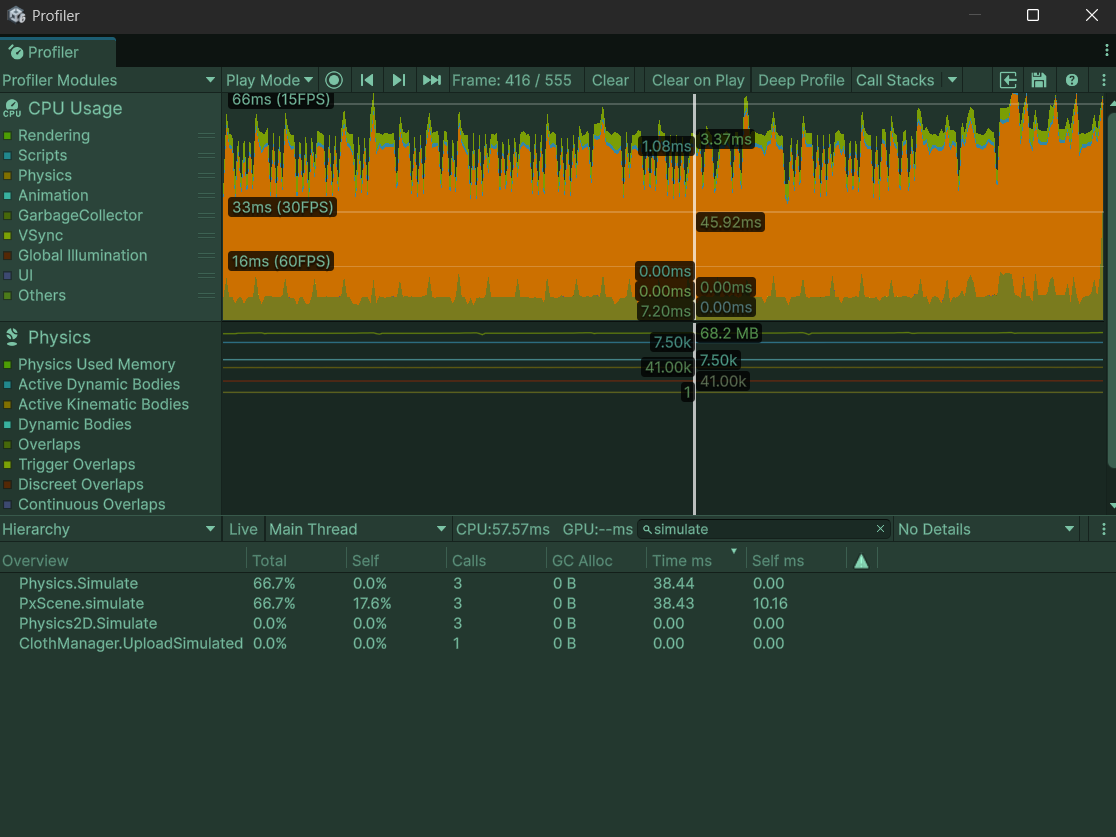 Profiler
Profiler
Profiler Modules Play Mode Frame: 416 / 555 Clear Clear on Play Deep Profile Call Stacks
CPU Usage
Rendering
Scripts
Physics
Animation
GarbageCollector
VSync
Global Illumination
UI
Others
66ms (15FPS)
1.08ms 3.37ms
33ms (30FPS)
45.92ms
16ms (60FPS)
0.00ms
0.00ms 0.00ms
7.20ms 0.00ms
Physics
Physics Used Memory
Active Dynamic Bodies
Active Kinematic Bodies
Dynamic Bodies
Overlaps
Trigger Overlaps
Discreet Overlaps
Continuous Overlaps
68.2 MB
7.50k 7.50k
41.00k 41.00k
1
Hierarchy Live Main Thread CPU:57.57ms GPU:--ms simulate No Details
Overview Total Self Calls GC Alloc Time ms Self ms
Physics.Simulate 66.7% 0.0% 3 0 B 38.44 0.00
PxScene.simulate 66.7% 17.6% 3 0 B 38.43 10.16
Physics2D.Simulate 0.0% 0.0% 3 0 B 0.00 0.00
ClothManager.UploadSimulated 0.0% 0.0% 1 0 B 0.00 0.00